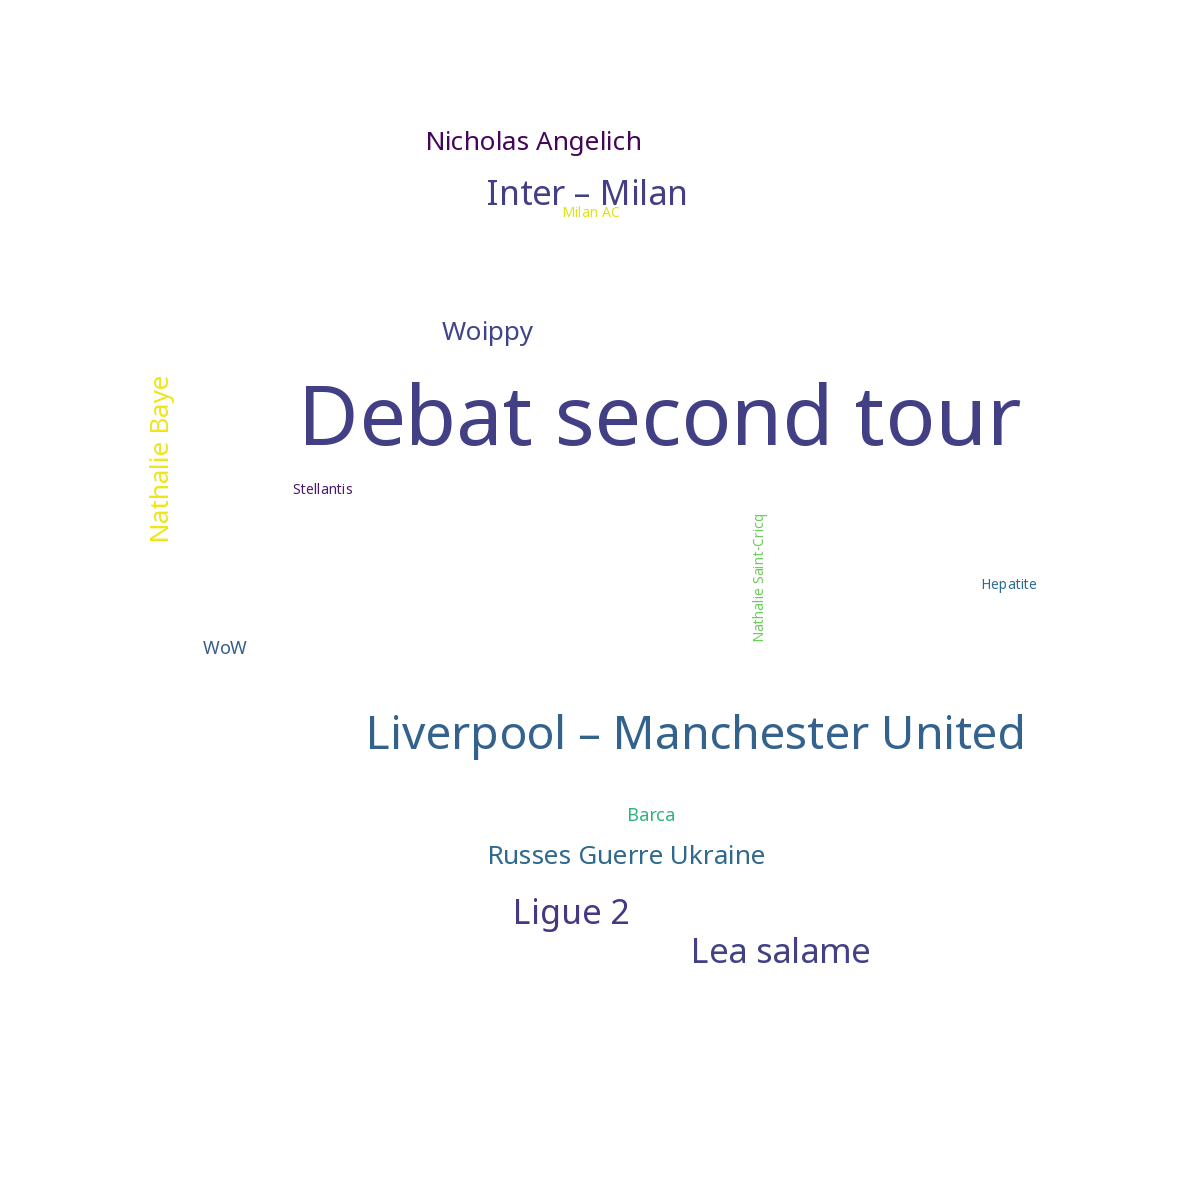 Nicholas Angelich
Inter – Milan
Milan AC
Woippy
Debat second tour
Nathalie Baye
Stellantis
Nathalie Saint-Cricq
Hepatite
WoW
Liverpool – Manchester United
Barca
Russes Guerre Ukraine
Ligue 2
Lea salame